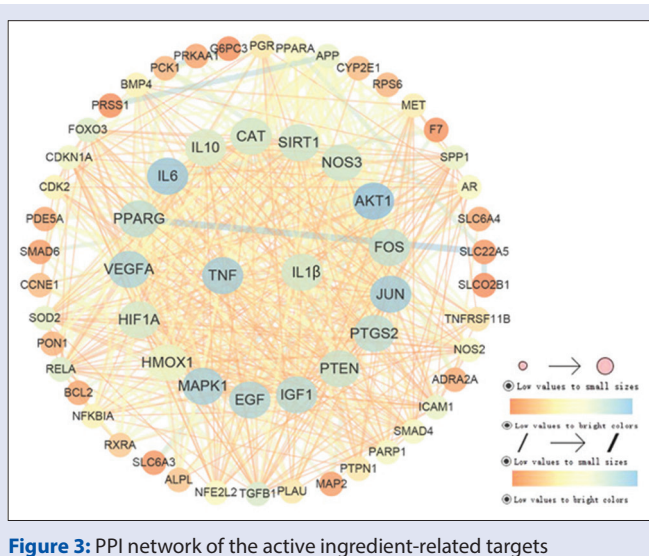 G6PC3
PGR
PPARA
APP
CYP2E1
RPS6
MET
F7
SPP1
AR
SLC6A4
SLC22A5
SLCO2B1
TNFRSF11B
NOS2
ADRA2A
ICAM1
SMAD4
PARP1
PTPN1
MAP2
PLAU
TGFB1
NFE2L2
ALPL
SLC6A3
RXRA
NFKBIA
BCL2
RELA
PON1
SOD2
CCNE1
SMAD6
PDE5A
CDK2
CDKN1A
FOXO3
PRSS1
BMP4
PCK1
PRKAA1
CAT
SIRT1
NOS3
AKT1
FOS
JUN
PTGS2
PTEN
IGF1
EGF
MAPK1
HMOX1
HIF1A
VEGFA
PPARG
IL6
IL10
TNF
IL1β
Low values to small sizes
Low values to bright colors
Low values to small sizes
Low values to bright colors
Figure 3: PPI network of the active ingredient-related targets